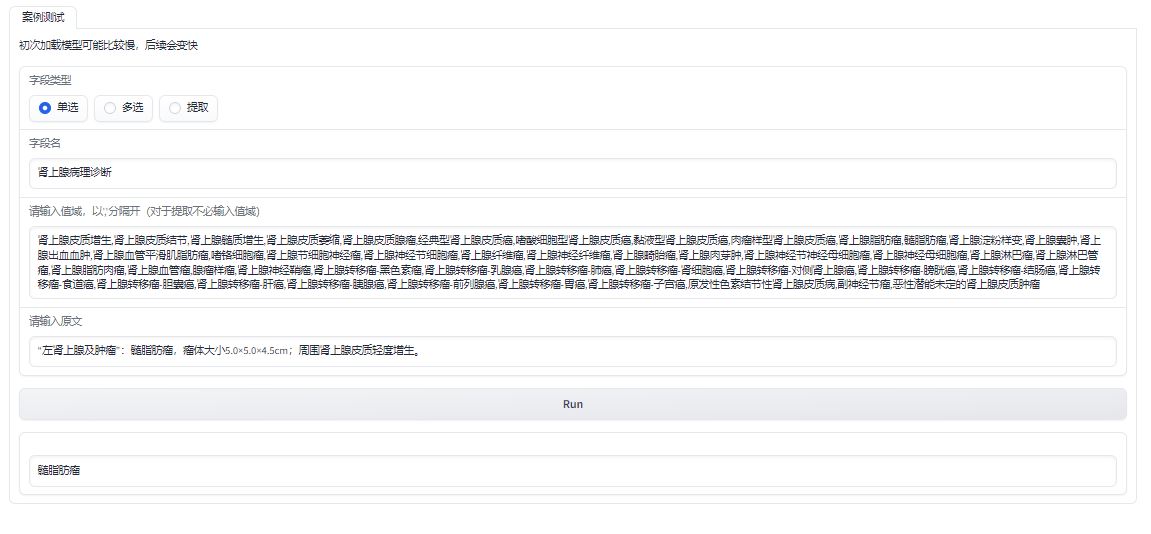 案例测试
初次加载模型可能比较慢，后续会变快
字段类型
单选 多选 提取
字段名
肾上腺病理诊断
请输入值域，以','分隔开（对于提取不必输入值域）
肾上腺皮质增生,肾上腺皮质结节,肾上腺髓质增生,肾上腺皮质萎缩,肾上腺皮质腺瘤,经典型肾上腺皮质癌,嗜酸细胞型肾上腺皮质癌,黏液型肾上腺皮质癌,肉瘤样型肾上腺皮质癌,肾上腺脂肪瘤,髓脂肪瘤,肾上腺淀粉样变,肾上腺囊肿,肾上
腺出血血肿,肾上腺血管平滑肌脂肪瘤,嗜铬细胞瘤,肾上腺节细胞神经瘤,肾上腺神经节细胞瘤,肾上腺纤维瘤,肾上腺神经纤维瘤,肾上腺畸胎瘤,肾上腺肉芽肿,肾上腺神经节神经母细胞瘤,肾上腺神经母细胞瘤,肾上腺淋巴瘤,肾上腺淋巴管
瘤,肾上腺脂肪肉瘤,肾上腺血管瘤,腺瘤样瘤,肾上腺神经鞘瘤,肾上腺转移瘤-黑色素瘤,肾上腺转移瘤-乳腺癌,肾上腺转移瘤-肺癌,肾上腺转移瘤-肾细胞癌,肾上腺转移瘤-对侧肾上腺癌,肾上腺转移瘤-膀胱癌,肾上腺转移瘤-结肠癌,肾上腺转
移瘤-食道癌,肾上腺转移瘤-胆囊癌,肾上腺转移瘤-肝癌,肾上腺转移瘤-胰腺癌,肾上腺转移瘤-前列腺癌,肾上腺转移瘤-胃癌,肾上腺转移瘤-子宫癌,原发性色素结节性肾上腺皮质病,副神经节瘤,恶性潜能未定的肾上腺皮质肿瘤
请输入原文
“左肾上腺及肿瘤”：髓脂肪瘤，瘤体大小5.0×5.0×4.5cm；周围肾上腺皮质轻度增生。
Run
髓脂肪瘤